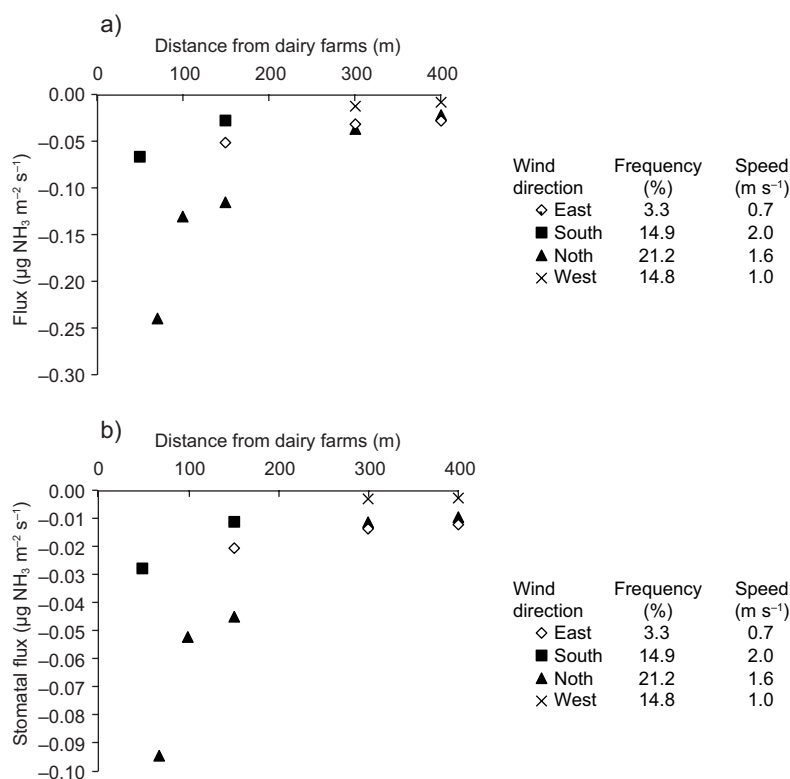 a)
Distance from dairy farms (m)
0 100 200 300 400
0.00
–0.05
–0.10
–0.15
–0.20
–0.25
–0.30
Flux (µg NH₃ m⁻² s⁻¹)
Wind Frequency Speed
direction (%) (m s⁻¹)
East 3.3 0.7
South 14.9 2.0
Noth 21.2 1.6
West 14.8 1.0
b)
Distance from dairy farms (m)
0 100 200 300 400
0.00
–0.01
–0.02
–0.03
–0.04
–0.05
–0.06
–0.07
–0.08
–0.09
–0.10
Stomatal flux (µg NH₃ m⁻² s⁻¹)
Wind Frequency Speed
direction (%) (m s⁻¹)
East 3.3 0.7
South 14.9 2.0
Noth 21.2 1.6
West 14.8 1.0